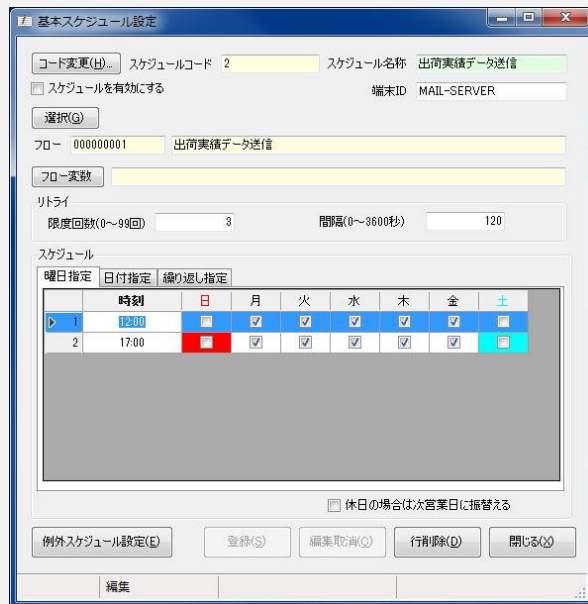 基本スケジュール設定
コード変更(H)... スケジュールコード 2 スケジュール名称 出荷実績データ送信
スケジュールを有効にする 端末ID MAIL-SERVER
選択(G)
フロー 000000001 出荷実績データ送信
フロー変数
リトライ
限度回数(0～99回) 3 間隔(0～3600秒) 120
スケジュール
曜日指定 日付指定 繰り返し指定
時刻 日 月 火 水 木 金 土
1 12:00
2 17:00
休日の場合は次営業日に振替える
例外スケジュール設定(E) 登録(S) 編集取消(C) 行削除(D) 閉じる(X)
編集